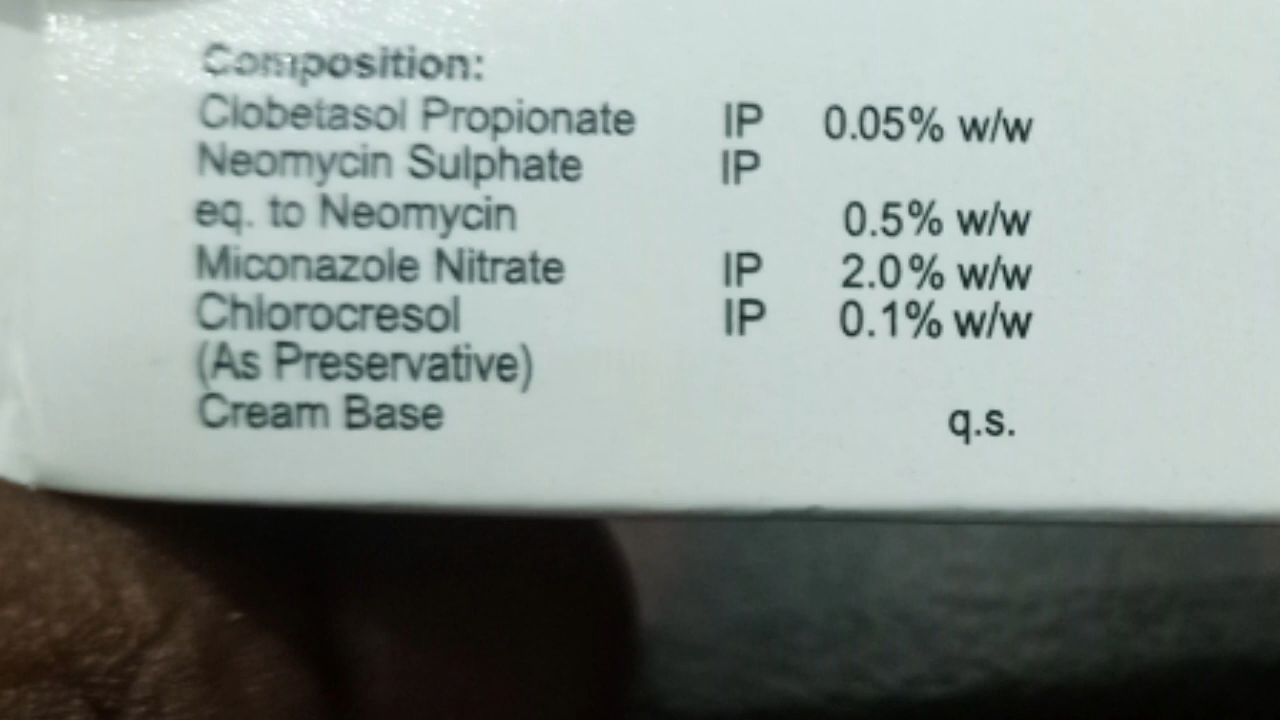 Composition:
Clobetasol Propionate IP 0.05% w/w
Neomycin Sulphate IP
eq. to Neomycin 0.5% w/w
Miconazole Nitrate IP 2.0% w/w
Chlorocresol IP 0.1% w/w
(As Preservative)
Cream Base q.s.